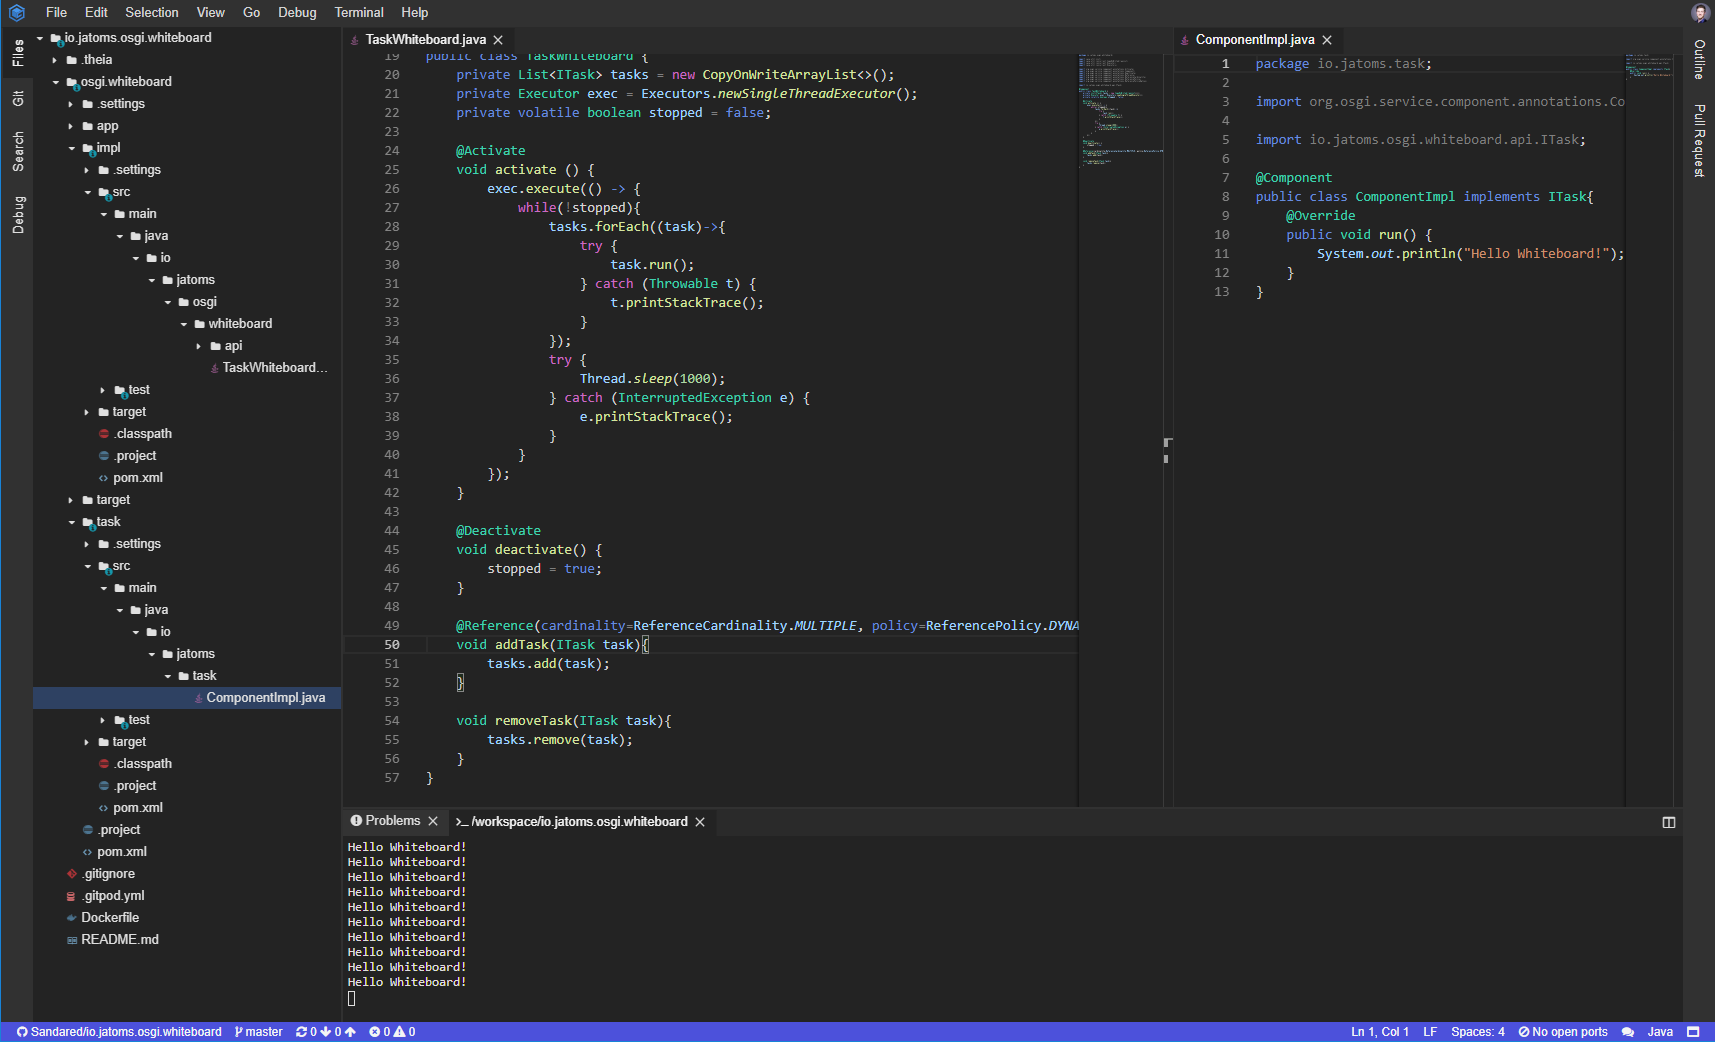 File Edit Selection View Go Debug Terminal Help
Files
Git
Search
Debug
io.jatoms.osgi.whiteboard
.theia
osgi.whiteboard
.settings
app
impl
.settings
src
main
java
io
jatoms
osgi
whiteboard
api
TaskWhiteboard...
test
target
.classpath
.project
pom.xml
target
task
.settings
src
main
java
io
jatoms
task
ComponentImpl.java
test
target
.classpath
.project
pom.xml
.project
pom.xml
.gitignore
.gitpod.yml
Dockerfile
README.md
TaskWhiteboard.java
19 public class TaskWhiteboard {
20 private List<ITask> tasks = new CopyOnWriteArrayList<>();
21 private Executor exec = Executors.newSingleThreadExecutor();
22 private volatile boolean stopped = false;
23
24 @Activate
25 void activate () {
26 exec.execute(() -> {
27 while(!stopped){
28 tasks.forEach((task)->{
29 try {
30 task.run();
31 } catch (Throwable t) {
32 t.printStackTrace();
33 }
34 });
35 try {
36 Thread.sleep(1000);
37 } catch (InterruptedException e) {
38 e.printStackTrace();
39 }
40 }
41 });
42 }
43
44 @Deactivate
45 void deactivate() {
46 stopped = true;
47 }
48
49 @Reference(cardinality=ReferenceCardinality.MULTIPLE, policy=ReferencePolicy.DYNA
50 void addTask(ITask task){
51 tasks.add(task);
52 }
53
54 void removeTask(ITask task){
55 tasks.remove(task);
56 }
57 }
ComponentImpl.java
1 package io.jatoms.task;
2
3 import org.osgi.service.component.annotations.Co
4
5 import io.jatoms.osgi.whiteboard.api.ITask;
6
7 @Component
8 public class ComponentImpl implements ITask{
9 @Override
10 public void run() {
11 System.out.println("Hello Whiteboard!");
12 }
13 }
Outline
Pull Request
Problems
>_ /workspace/io.jatoms.osgi.whiteboard
Hello Whiteboard!
Hello Whiteboard!
Hello Whiteboard!
Hello Whiteboard!
Hello Whiteboard!
Hello Whiteboard!
Hello Whiteboard!
Hello Whiteboard!
Hello Whiteboard!
Hello Whiteboard!
Sandared/io.jatoms.osgi.whiteboard master 0 0 0 0 Ln 1, Col 1 LF Spaces: 4 No open ports Java